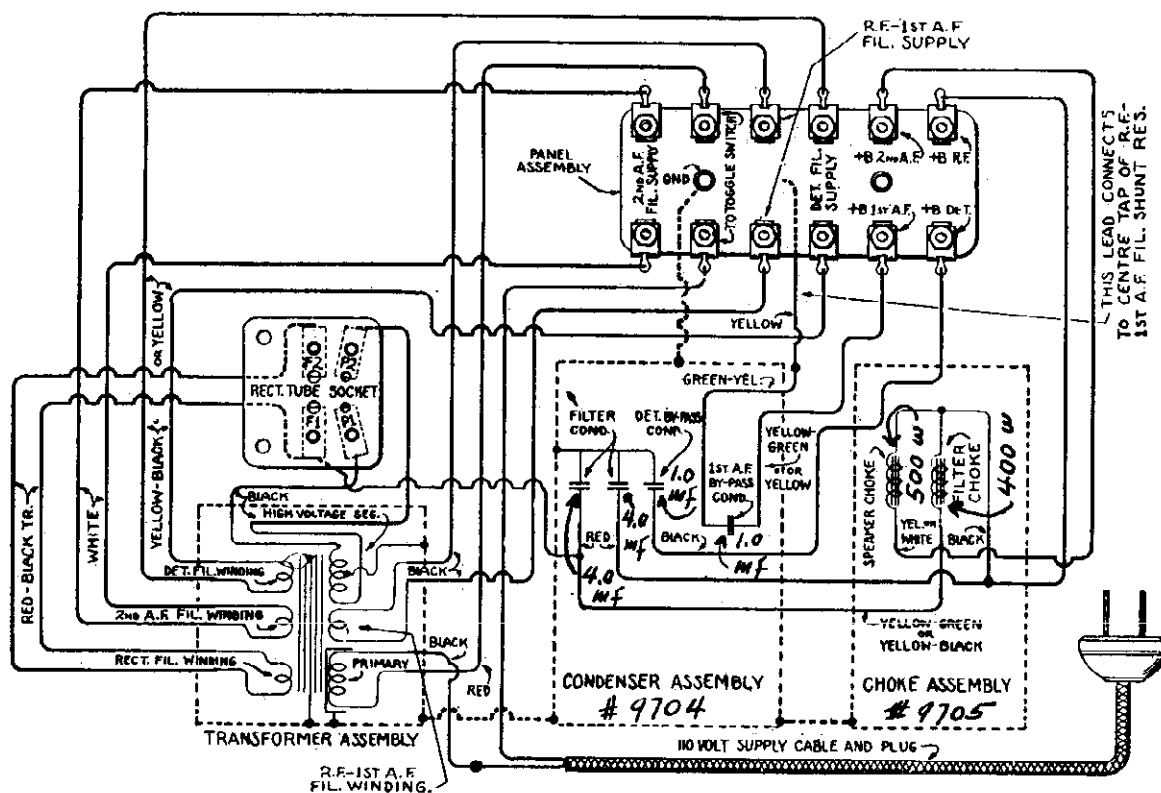 R.F.-1ST A.F.
FIL. SUPPLY
PANEL
ASSEMBLY
2ND A.F.
FIL. SUPPLY
GND
TO TOGGLE SWITCH
DET. FIL.
SUPPLY
+B 2ND A.F.
+B R.F.
+B 1ST A.F.
+B DET.
THIS LEAD CONNECTS
TO CENTRE TAP OF R.F.-
1ST A.F. FIL. SHUNT RES.
OR YELLOW
YELLOW-BLACK
WHITE
RED-BLACK TR.
F2
P2
RECT. TUBE SOCKET
F1
P1
YELLOW
GREEN-YEL.
FILTER
COND.
DET. BY-PASS
COND.
YELLOW-
GREEN
OR
YELLOW
1ST A.F.
BY-PASS
COND.
1.0
mf
4.0
mf
RED
BLACK
1.0
mf
4.0
mf
SPEAKER CHOKE
500 w
FILTER
CHOKE
400 w
YEL. OR
WHITE
BLACK
BLACK
HIGH VOLTAGE SEC.
DET. FIL. WINDING
BLACK
2ND A.F. FIL. WINDING
BLACK
RECT. FIL. WINDING
PRIMARY
RED
YELLOW-GREEN
OR
YELLOW-BLACK
CONDENSER ASSEMBLY
# 9704
CHOKE ASSEMBLY
# 9705
TRANSFORMER ASSEMBLY
110 VOLT SUPPLY CABLE AND PLUG
R.F.-1ST A.F.
FIL. WINDING.